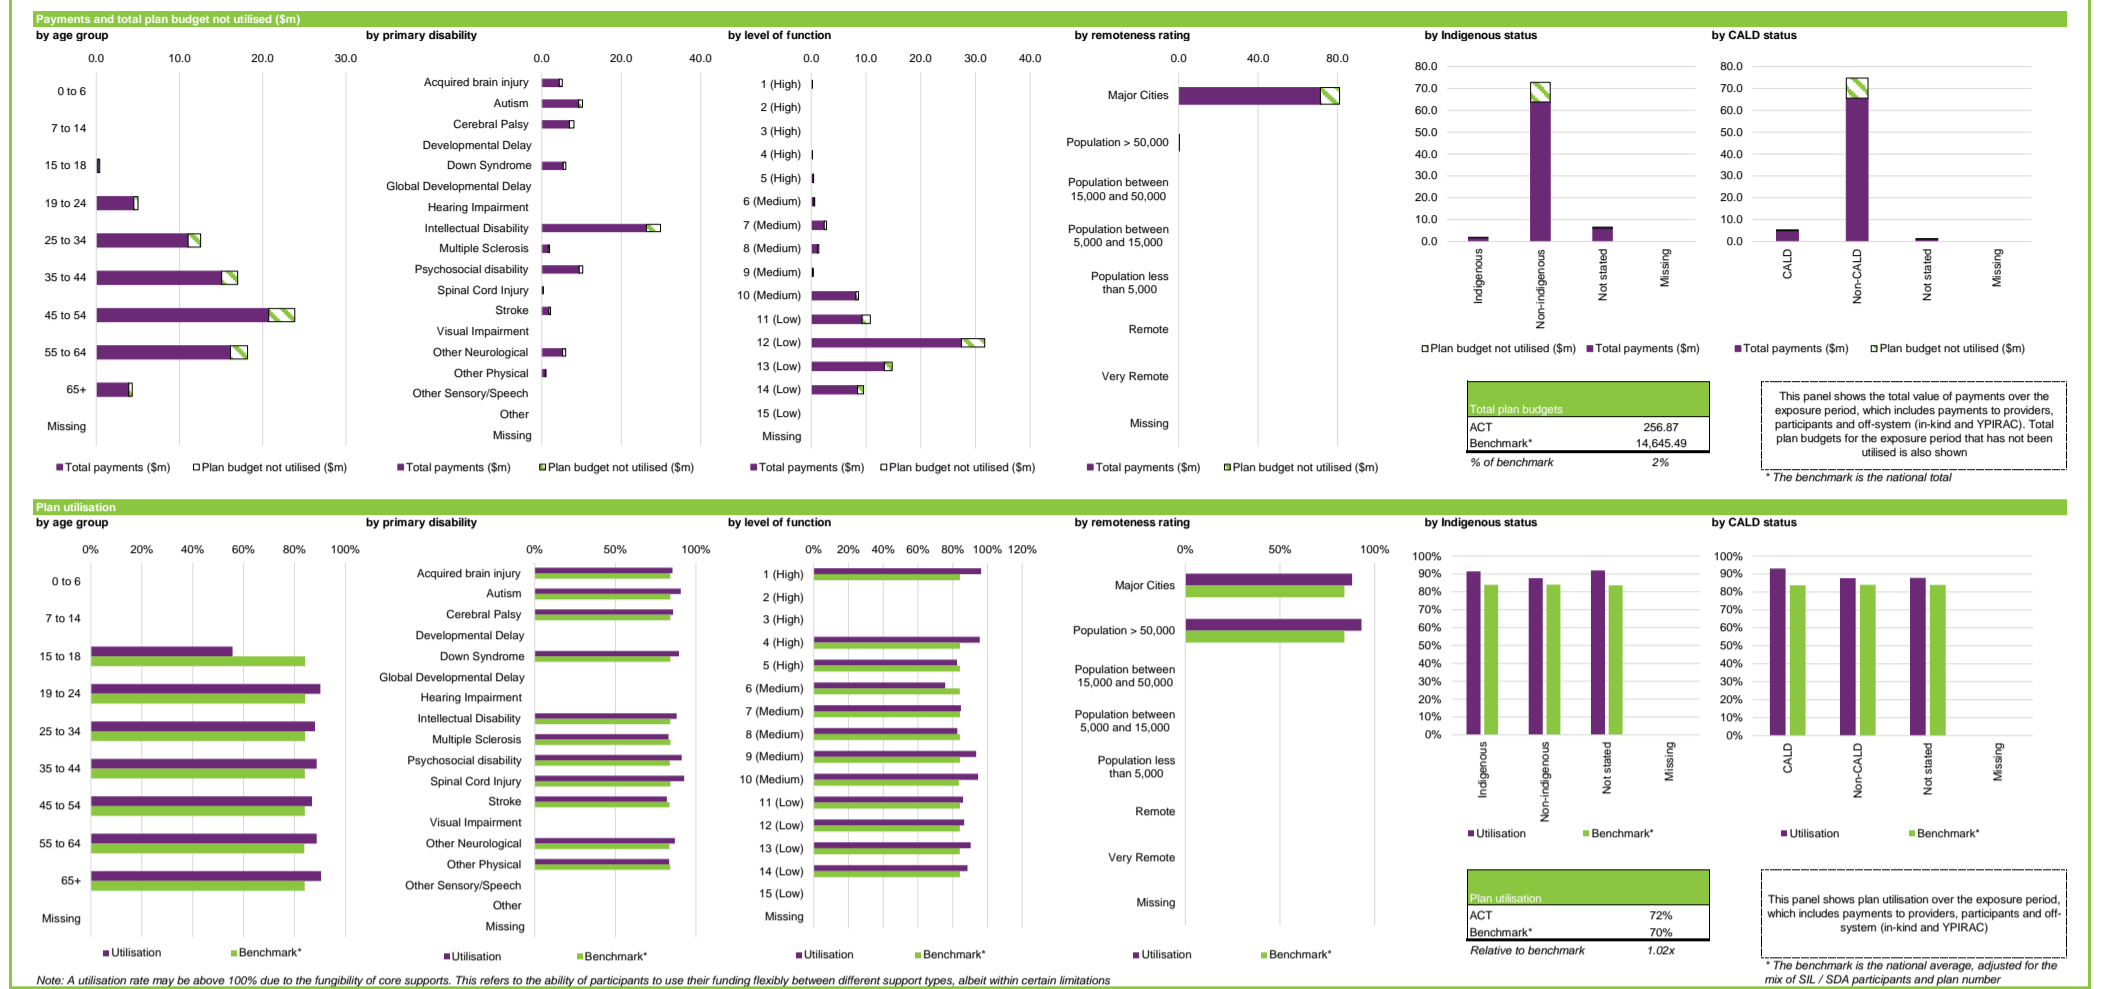 Payments and total plan budget not utilised ($m)
by age group
0.0 10.0 20.0 30.0
0 to 6
7 to 14
15 to 18
19 to 24
25 to 34
35 to 44
45 to 54
55 to 64
65+
Missing
Total payments ($m) Plan budget not utilised ($m)
by primary disability
0.0 20.0 40.0
Acquired brain injury
Autism
Cerebral Palsy
Developmental Delay
Down Syndrome
Global Developmental Delay
Hearing Impairment
Intellectual Disability
Multiple Sclerosis
Psychosocial disability
Spinal Cord Injury
Stroke
Visual Impairment
Other Neurological
Other Physical
Other Sensory/Speech
Other
Missing
Total payments ($m) Plan budget not utilised ($m)
by level of function
0.0 10.0 20.0 30.0 40.0
1 (High)
2 (High)
3 (High)
4 (High)
5 (High)
6 (Medium)
7 (Medium)
8 (Medium)
9 (Medium)
10 (Medium)
11 (Low)
12 (Low)
13 (Low)
14 (Low)
15 (Low)
Missing
Total payments ($m) Plan budget not utilised ($m)
by remoteness rating
0.0 40.0 80.0
Major Cities
Population > 50,000
Population between
15,000 and 50,000
Population between
5,000 and 15,000
Population less
than 5,000
Remote
Very Remote
Missing
Total payments ($m) Plan budget not utilised ($m)
by Indigenous status
80.0
70.0
60.0
50.0
40.0
30.0
20.0
10.0
0.0
Indigenous
Non-indigenous
Not stated
Missing
Plan budget not utilised ($m) Total payments ($m)
by CALD status
80.0
70.0
60.0
50.0
40.0
30.0
20.0
10.0
0.0
CALD
Non-CALD
Not stated
Missing
Total payments ($m) Plan budget not utilised ($m)
Total plan budgets
ACT 256.87
Benchmark* 14,645.49
% of benchmark 2%
This panel shows the total value of payments over the
exposure period, which includes payments to providers,
participants and off-system (in-kind and YPIRAC). Total
plan budgets for the exposure period that has not been
utilised is also shown
* The benchmark is the national total
Plan utilisation
by age group
0% 20% 40% 60% 80% 100%
0 to 6
7 to 14
15 to 18
19 to 24
25 to 34
35 to 44
45 to 54
55 to 64
65+
Missing
Utilisation Benchmark*
by primary disability
0% 50% 100%
Acquired brain injury
Autism
Cerebral Palsy
Developmental Delay
Down Syndrome
Global Developmental Delay
Hearing Impairment
Intellectual Disability
Multiple Sclerosis
Psychosocial disability
Spinal Cord Injury
Stroke
Visual Impairment
Other Neurological
Other Physical
Other Sensory/Speech
Other
Missing
Utilisation Benchmark*
by level of function
0% 20% 40% 60% 80% 100% 120%
1 (High)
2 (High)
3 (High)
4 (High)
5 (High)
6 (Medium)
7 (Medium)
8 (Medium)
9 (Medium)
10 (Medium)
11 (Low)
12 (Low)
13 (Low)
14 (Low)
15 (Low)
Missing
Utilisation Benchmark*
by remoteness rating
0% 50% 100%
Major Cities
Population > 50,000
Population between
15,000 and 50,000
Population between
5,000 and 15,000
Population less
than 5,000
Remote
Very Remote
Missing
Utilisation Benchmark*
by Indigenous status
100%
90%
80%
70%
60%
50%
40%
30%
20%
10%
0%
Indigenous
Non-indigenous
Not stated
Missing
Utilisation Benchmark*
by CALD status
100%
90%
80%
70%
60%
50%
40%
30%
20%
10%
0%
CALD
Non-CALD
Not stated
Missing
Utilisation Benchmark*
Plan utilisation
ACT 72%
Benchmark* 70%
Relative to benchmark 1.02x
This panel shows plan utilisation over the exposure period,
which includes payments to providers, participants and off-
system (in-kind and YPIRAC)
* The benchmark is the national average, adjusted for the
mix of SIL / SDA participants and plan number
Note: A utilisation rate may be above 100% due to the fungibility of core supports. This refers to the ability of participants to use their funding flexibly between different support types, albeit within certain limitations